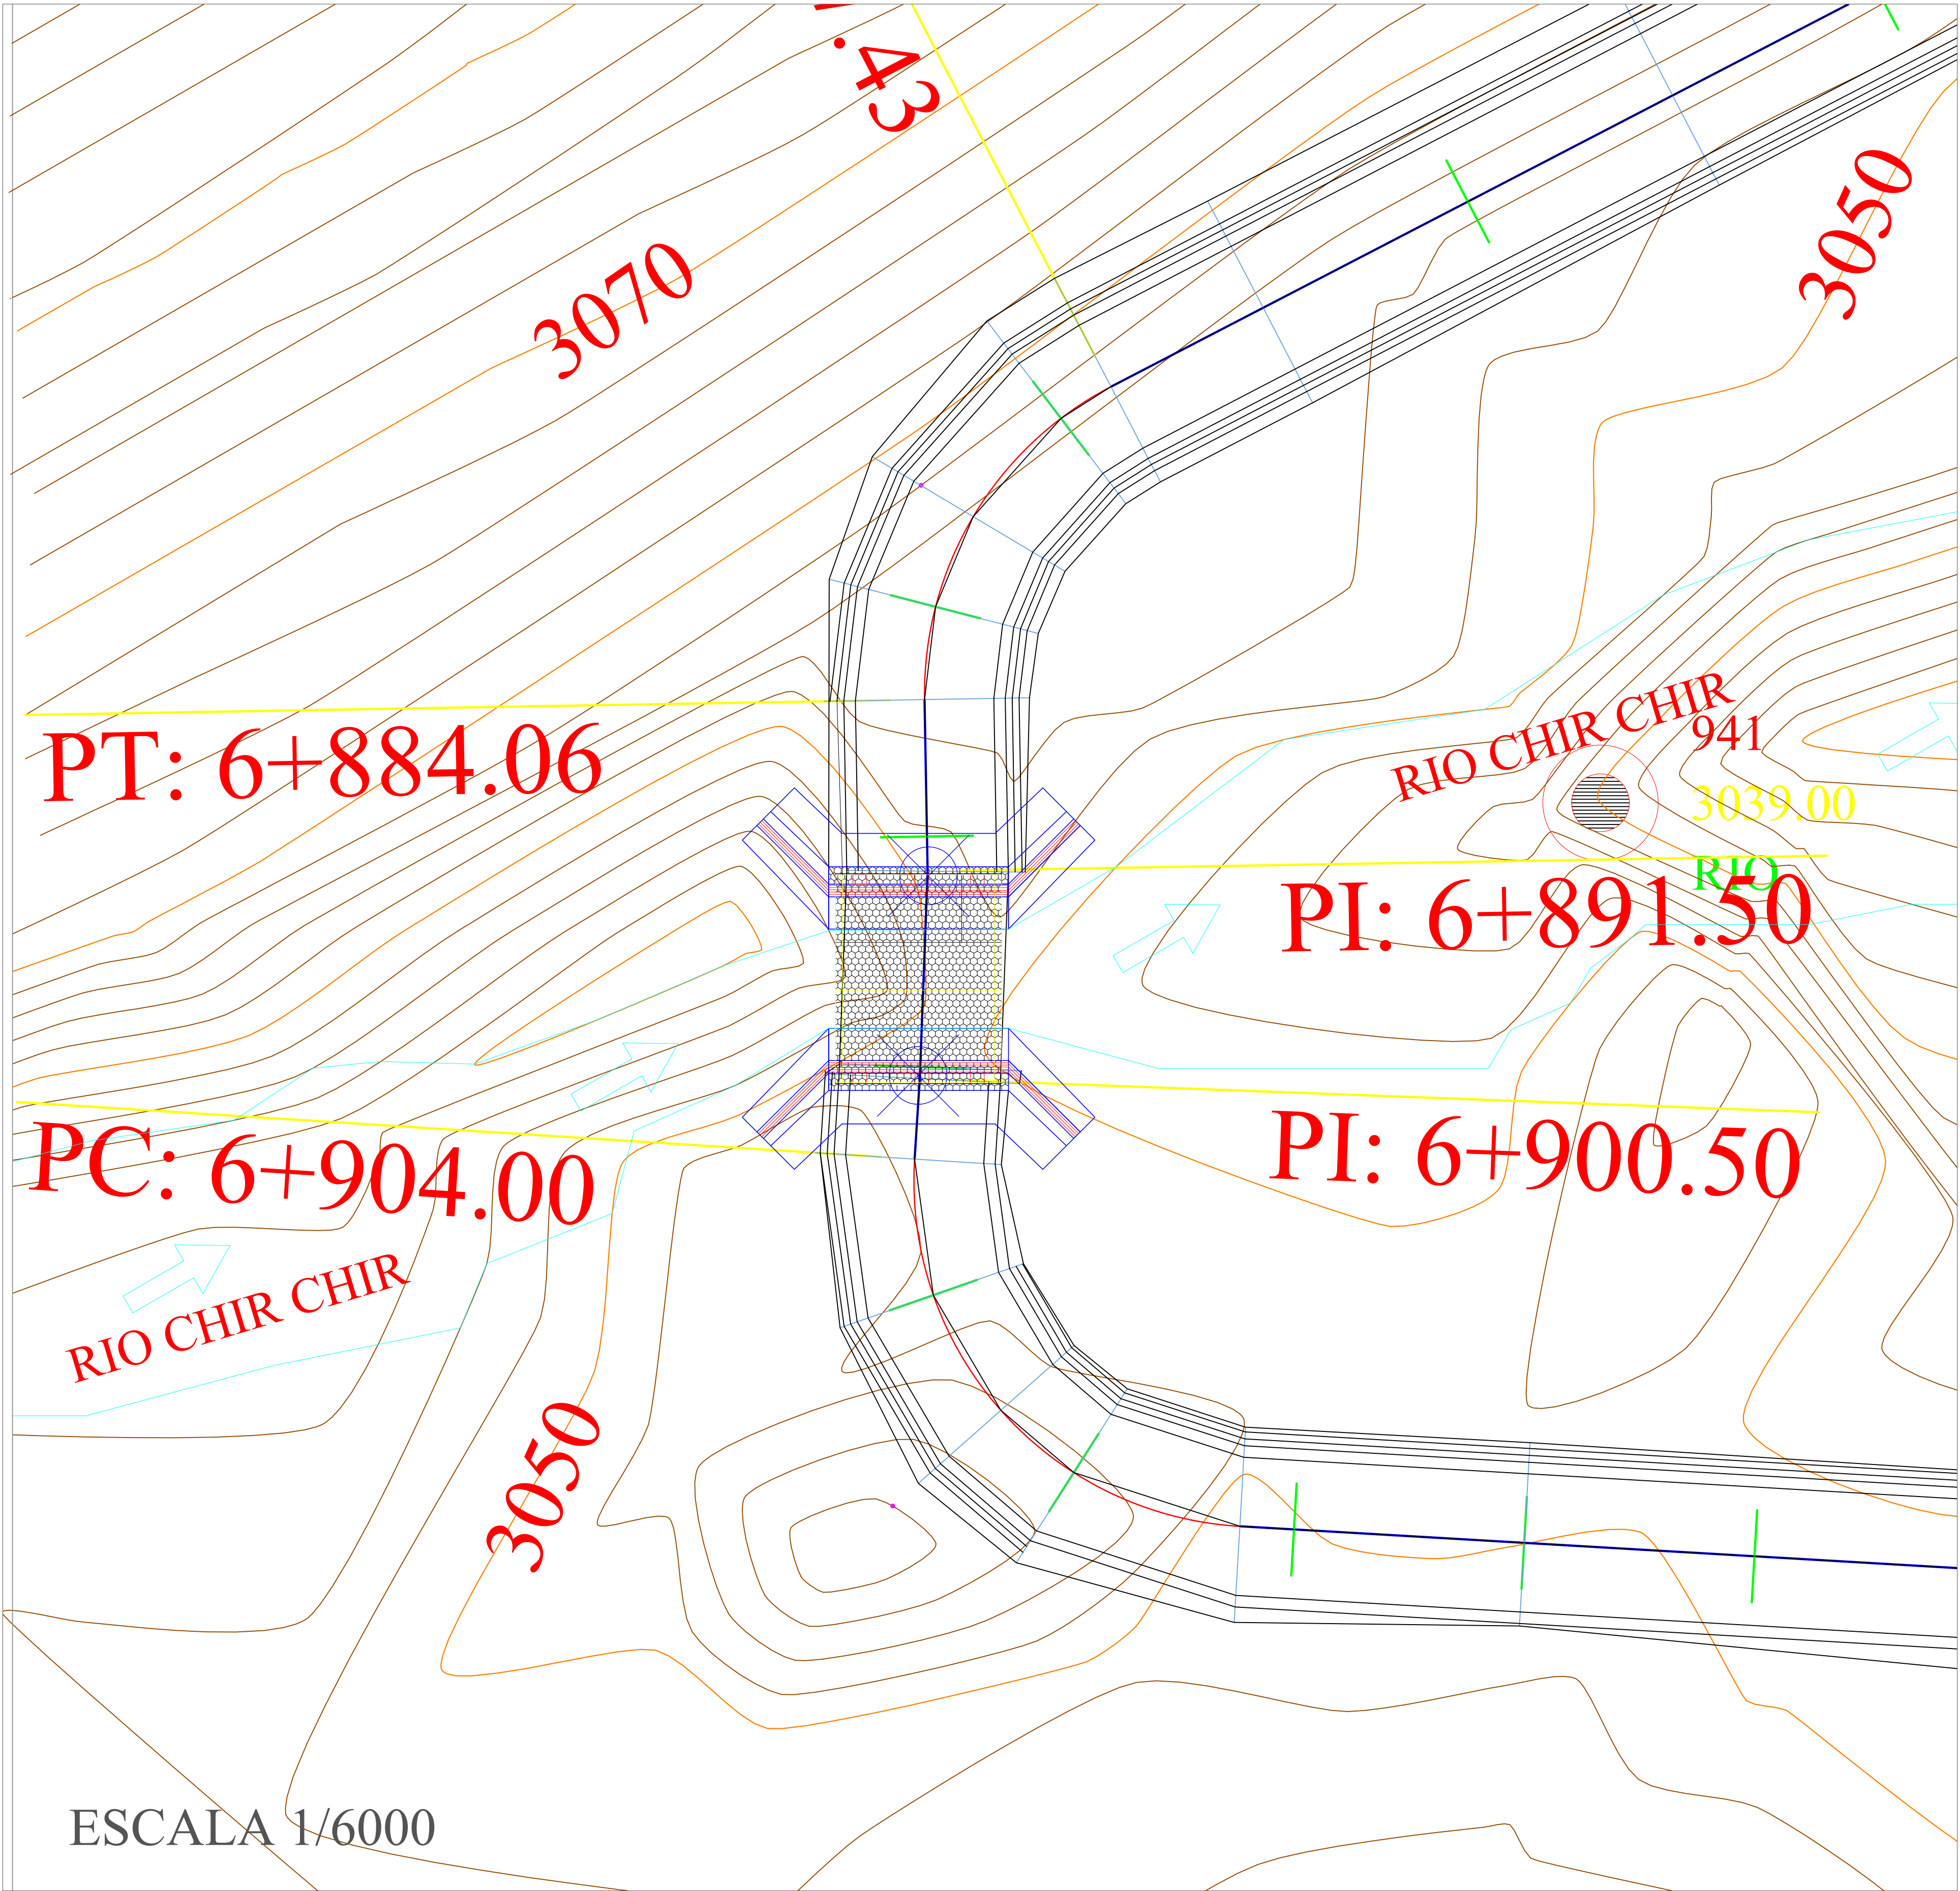 .43
3070
3050
PT: 6+884.06
RIO CHIR CHIR
941
3039.00
RIO
PI: 6+891.50
PC: 6+904.00
PI: 6+900.50
RIO CHIR CHIR
3050
ESCALA 1/6000